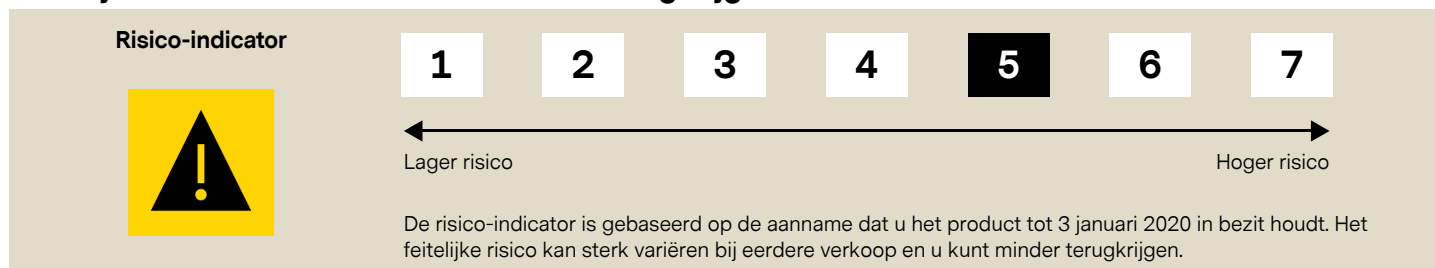 Risico-indicator
1 2 3 4 5 6 7
Lager risico Hoger risico
De risico-indicator is gebaseerd op de aanname dat u het product tot 3 januari 2020 in bezit houdt. Het
feitelijke risico kan sterk variëren bij eerdere verkoop en u kunt minder terugkrijgen.